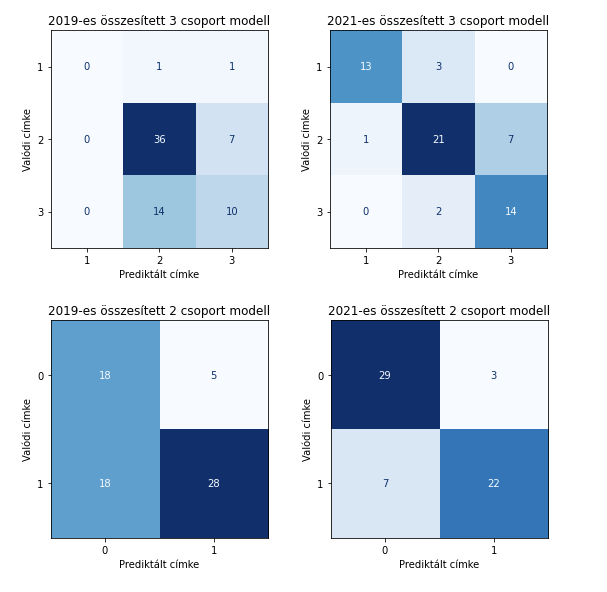 2019-es összesített 3 csoport modell
Valódi címke
1 0 1 1
2 0 36 7
3 0 14 10
1 2 3
Prediktált címke
2021-es összesített 3 csoport modell
Valódi címke
1 13 3 0
2 1 21 7
3 0 2 14
1 2 3
Prediktált címke
2019-es összesített 2 csoport modell
Valódi címke
0 18 5
1 18 28
0 1
Prediktált címke
2021-es összesített 2 csoport modell
Valódi címke
0 29 3
1 7 22
0 1
Prediktált címke